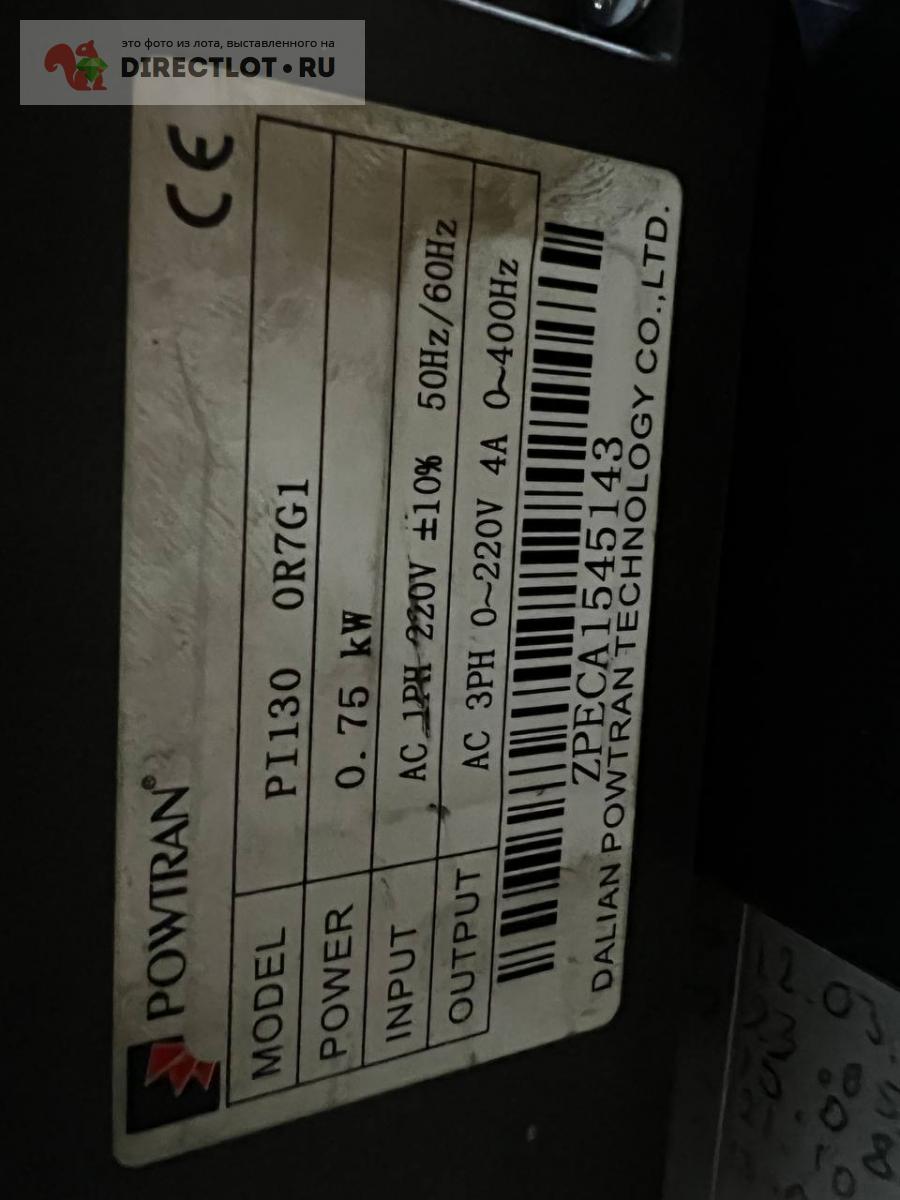 это фото из лота, выставленного на
DIRECTLOT•RU
POWTRAN®
CE
MODEL PI130 0R7G1
POWER 0.75 kW
INPUT AC 1PH 220V ±10% 50Hz/60Hz
OUTPUT AC 3PH 0~220V 4A 0~400Hz
ZPECA1545143
DALIAN POWTRAN TECHNOLOGY CO.,LTD.